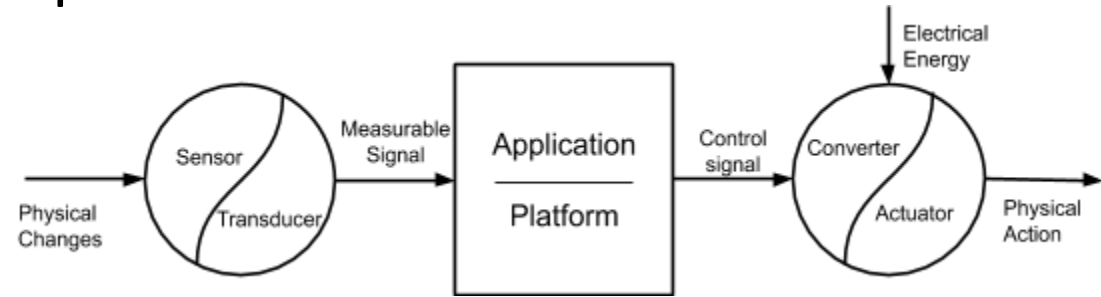 Physical
Changes
Sensor
Transducer
Measurable
Signal
Application
Platform
Control
signal
Electrical
Energy
Converter
Actuator
Physical
Action